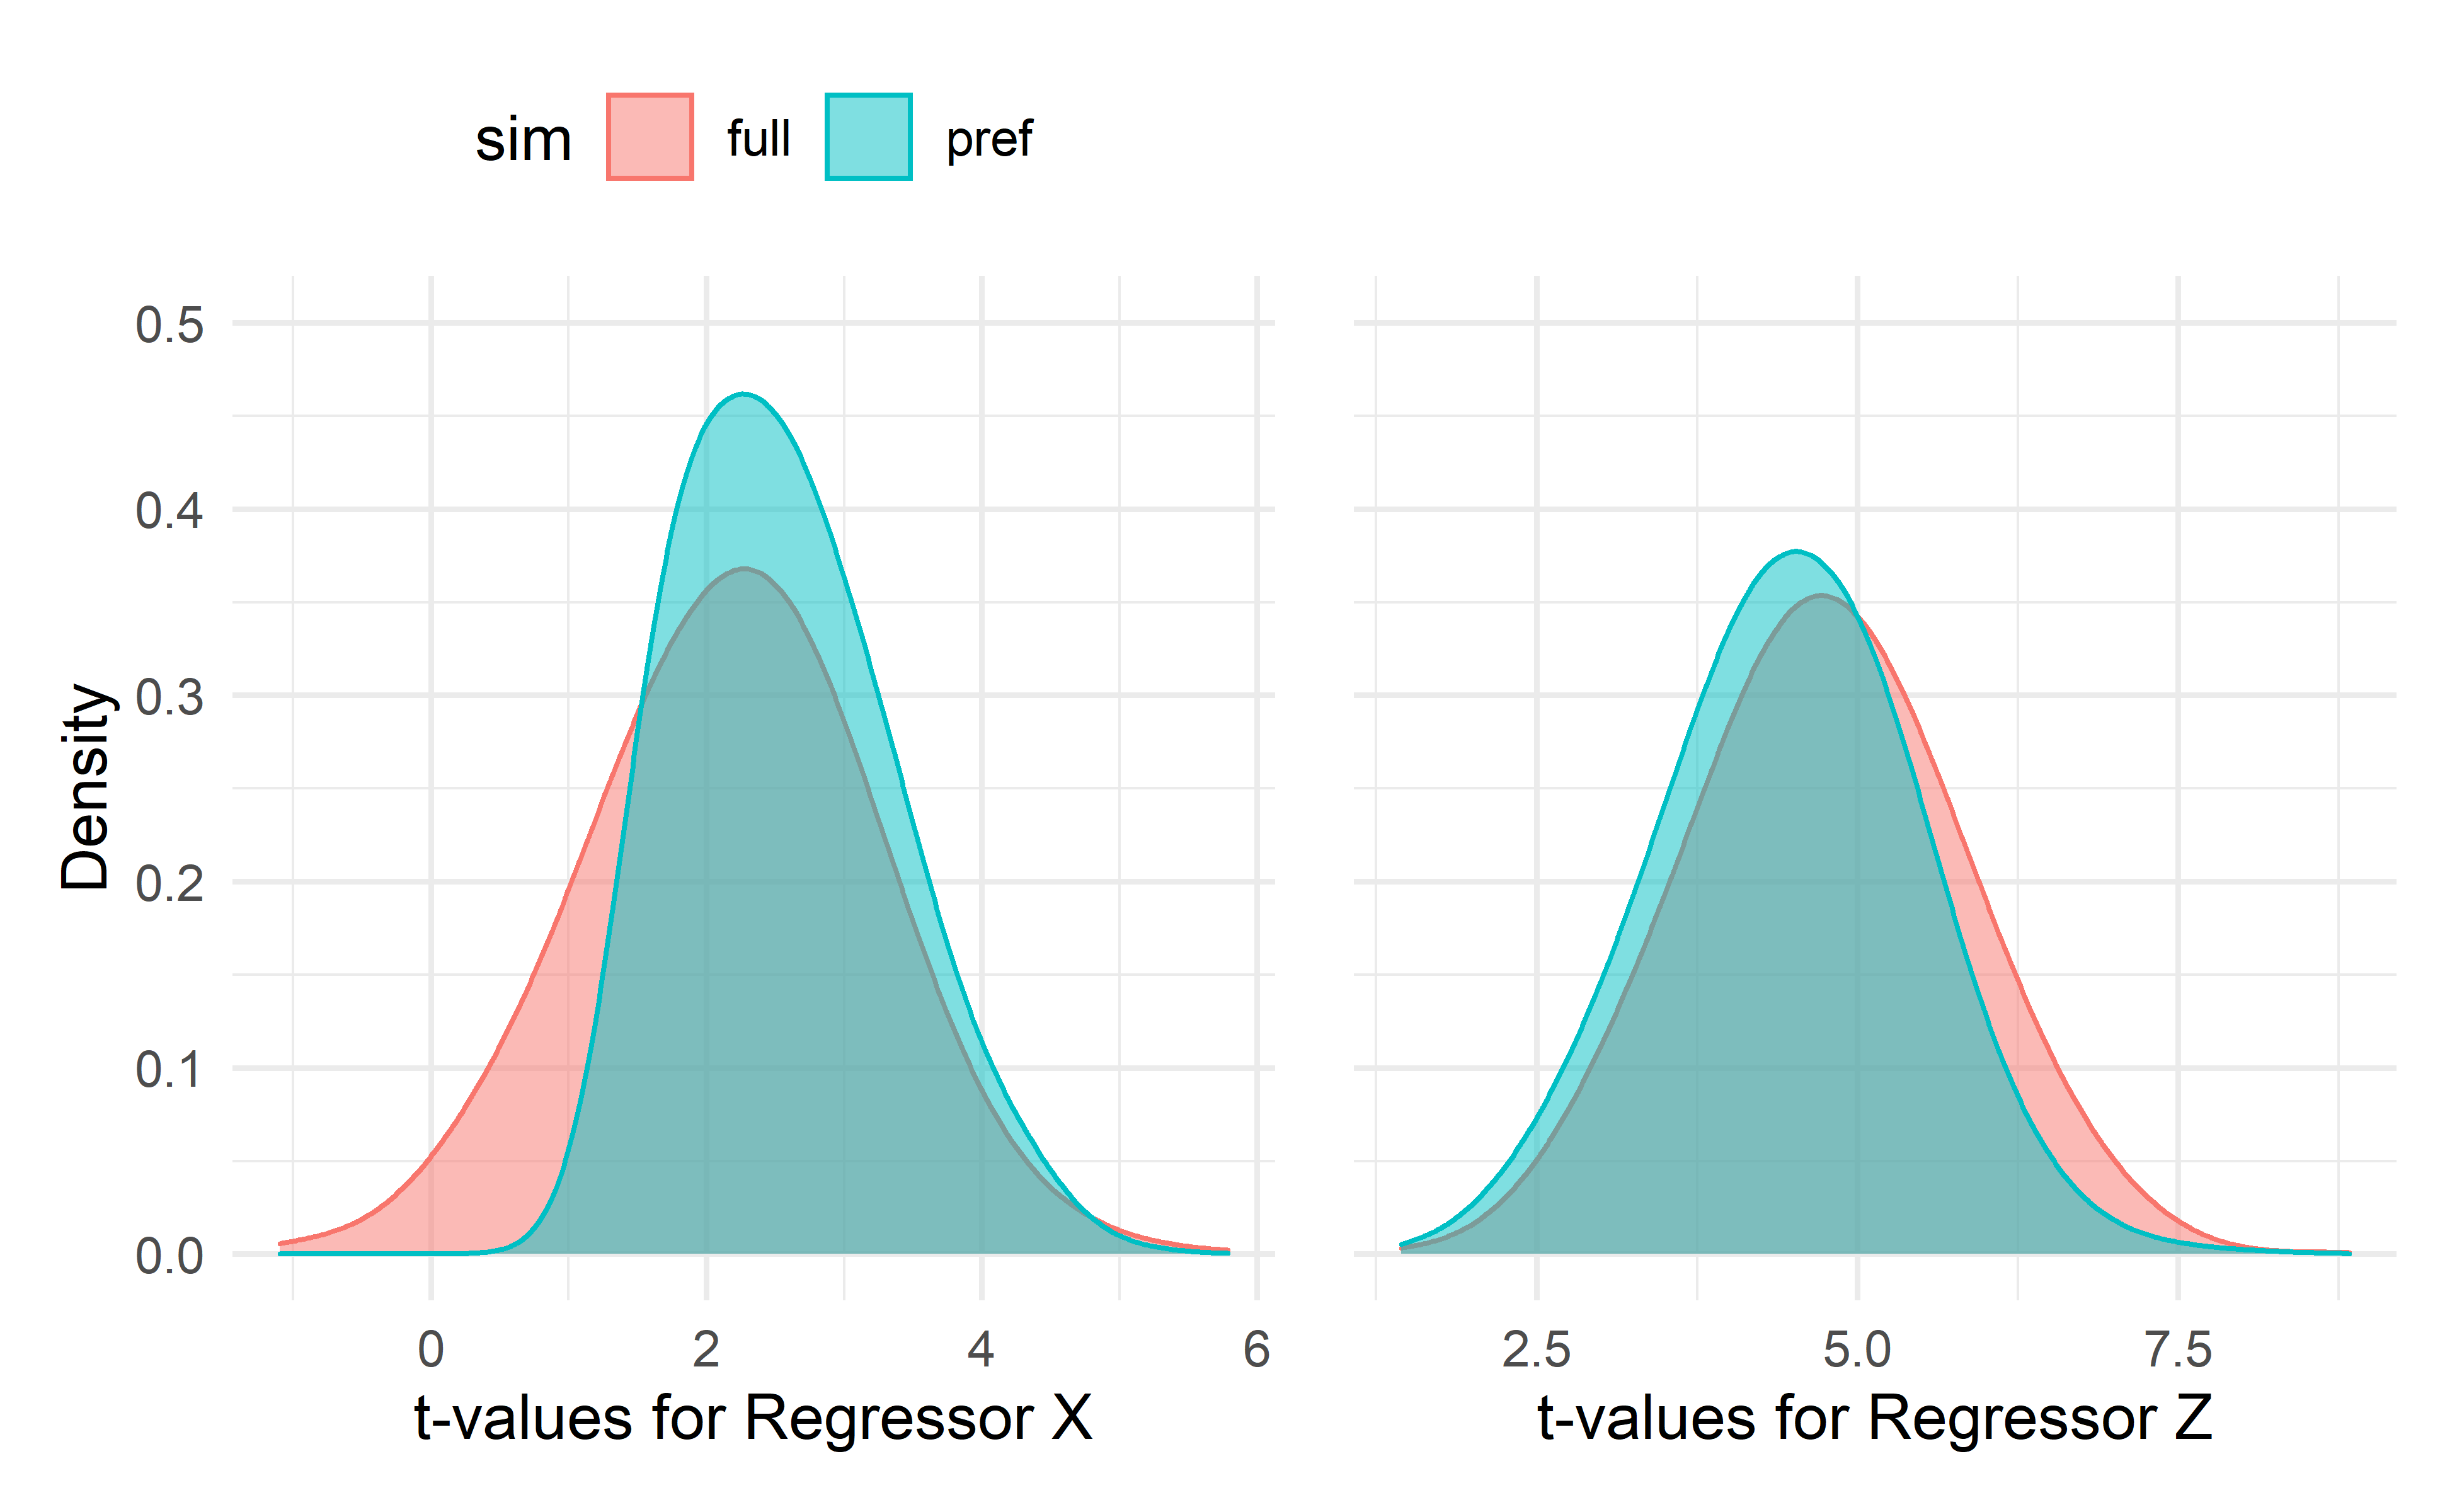 sim full pref
0.5
0.4
0.3
0.2
0.1
0.0
Density
0 2 4 6
2.5 5.0 7.5
t-values for Regressor X
t-values for Regressor Z